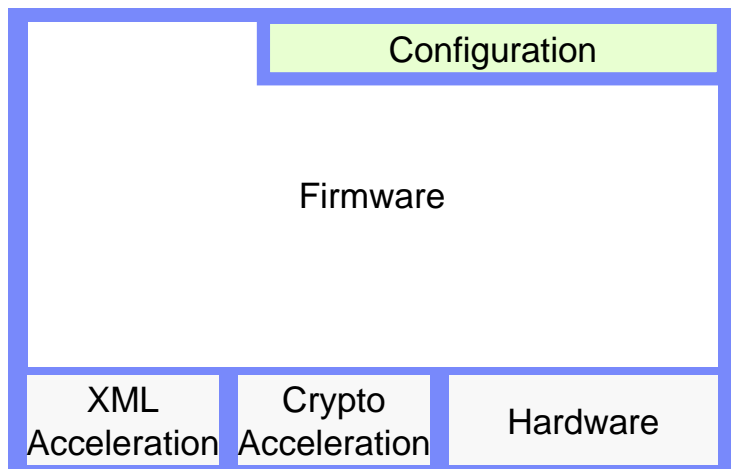 Configuration
Firmware
XML
Acceleration
Crypto
Acceleration
Hardware